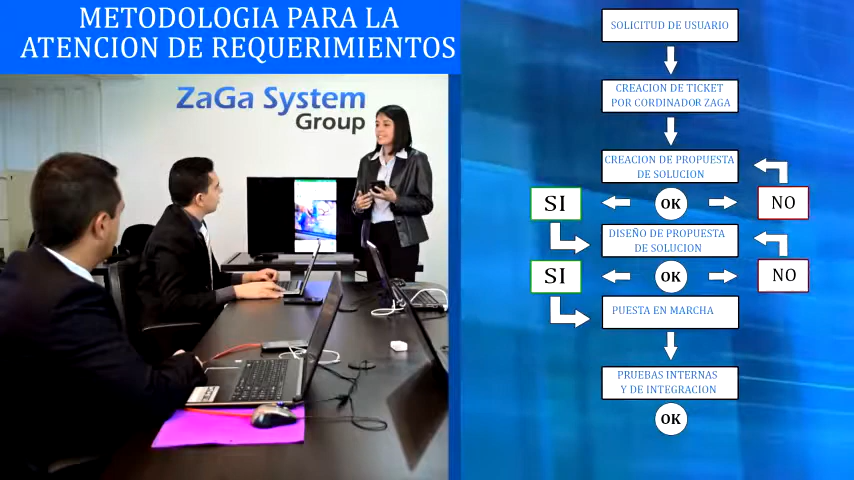 METODOLOGIA PARA LA
ATENCION DE REQUERIMIENTOS
ZaGa System
Group
SOLICITUD DE USUARIO
CREACION DE TICKET
POR CORDINADOR ZAGA
CREACION DE PROPUESTA
DE SOLUCION
SI
OK
NO
DISEÑO DE PROPUESTA
DE SOLUCION
SI
OK
NO
PUESTA EN MARCHA
PRUEBAS INTERNAS
Y DE INTEGRACION
OK